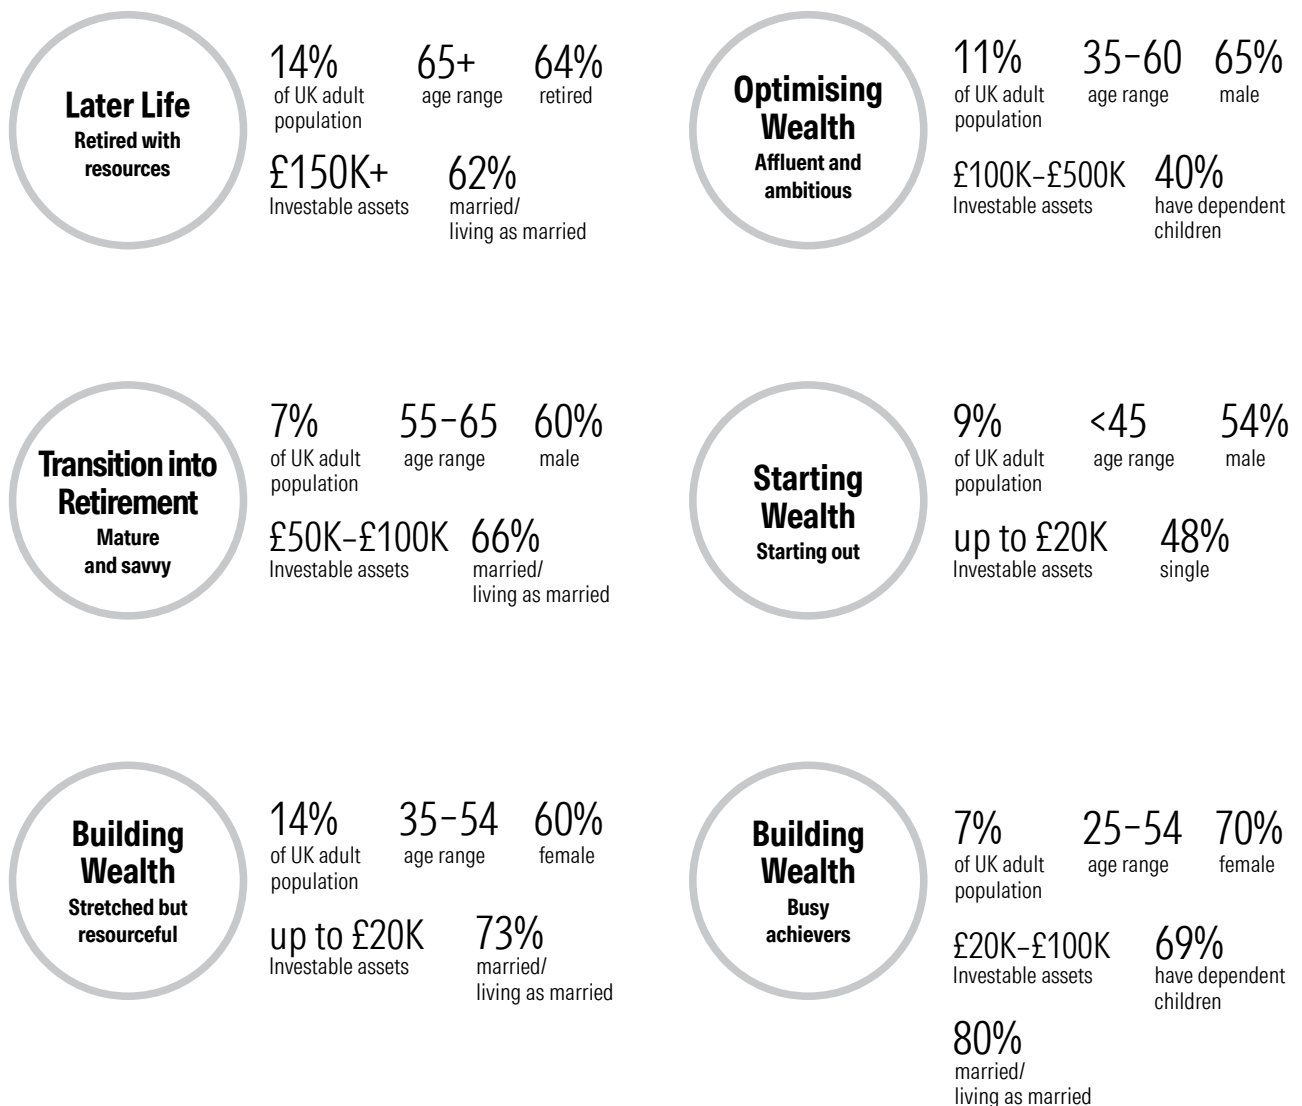 Later Life
Retired with
resources
14%
of UK adult
population
65+
age range
64%
retired
£150K+
Investable assets
62%
married/
living as married
Optimising
Wealth
Affluent and
ambitious
11%
of UK adult
population
35–60
age range
65%
male
£100K–£500K
Investable assets
40%
have dependent
children
Transition into
Retirement
Mature
and savvy
7%
of UK adult
population
55–65
age range
60%
male
£50K–£100K
Investable assets
66%
married/
living as married
Starting
Wealth
Starting out
9%
of UK adult
population
<45
age range
54%
male
up to £20K
Investable assets
48%
single
Building
Wealth
Stretched but
resourceful
14%
of UK adult
population
35–54
age range
60%
female
up to £20K
Investable assets
73%
married/
living as married
Building
Wealth
Busy
achievers
7%
of UK adult
population
25–54
age range
70%
female
£20K–£100K
Investable assets
69%
have dependent
children
80%
married/
living as married